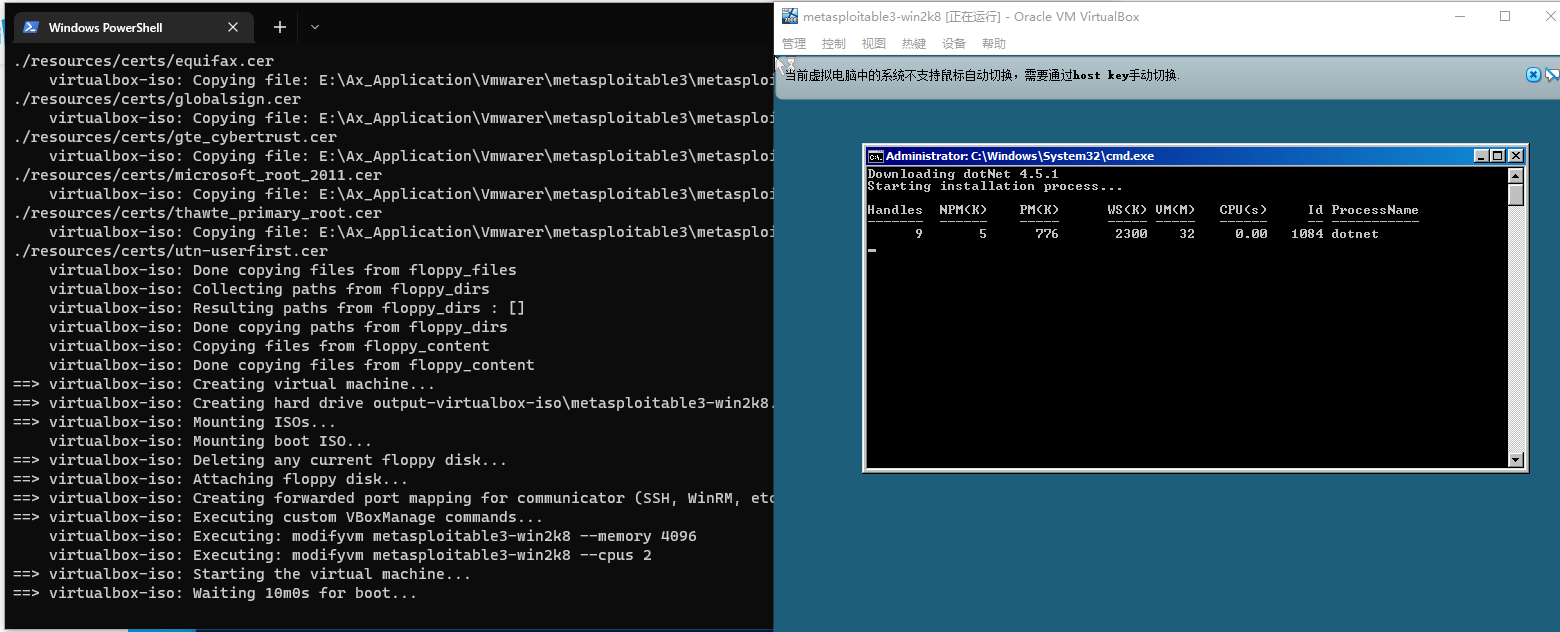 Windows PowerShell
./resources/certs/equifax.cer
virtualbox-iso: Copying file: E:\Ax_Application\Vmwarer\metasploitable3\metasploi
./resources/certs/globalsign.cer
virtualbox-iso: Copying file: E:\Ax_Application\Vmwarer\metasploitable3\metasploi
./resources/certs/gte_cybertrust.cer
virtualbox-iso: Copying file: E:\Ax_Application\Vmwarer\metasploitable3\metasploi
./resources/certs/microsoft_root_2011.cer
virtualbox-iso: Copying file: E:\Ax_Application\Vmwarer\metasploitable3\metasploi
./resources/certs/thawte_primary_root.cer
virtualbox-iso: Copying file: E:\Ax_Application\Vmwarer\metasploitable3\metasploi
./resources/certs/utn-userfirst.cer
virtualbox-iso: Done copying files from floppy_files
virtualbox-iso: Collecting paths from floppy_dirs
virtualbox-iso: Resulting paths from floppy_dirs : []
virtualbox-iso: Done copying paths from floppy_dirs
virtualbox-iso: Copying files from floppy_content
virtualbox-iso: Done copying files from floppy_content
==> virtualbox-iso: Creating virtual machine...
==> virtualbox-iso: Creating hard drive output-virtualbox-iso\metasploitable3-win2k8.
==> virtualbox-iso: Mounting ISOs...
virtualbox-iso: Mounting boot ISO...
==> virtualbox-iso: Deleting any current floppy disk...
==> virtualbox-iso: Attaching floppy disk...
==> virtualbox-iso: Creating forwarded port mapping for communicator (SSH, WinRM, etc
==> virtualbox-iso: Executing custom VBoxManage commands...
virtualbox-iso: Executing: modifyvm metasploitable3-win2k8 --memory 4096
virtualbox-iso: Executing: modifyvm metasploitable3-win2k8 --cpus 2
==> virtualbox-iso: Starting the virtual machine...
==> virtualbox-iso: Waiting 10m0s for boot...
metasploitable3-win2k8 [正在运行] - Oracle VM VirtualBox
管理 控制 视图 热键 设备 帮助
当前虚拟电脑中的系统不支持鼠标自动切换，需要通过host key手动切换.
Administrator: C:\Windows\System32\cmd.exe
Downloading dotNet 4.5.1
Starting installation process...
Handles NPM(K) PM(K) WS(K) VM(M) CPU(s) Id ProcessName
------- ------ ----- ----- ----- ------ -- -----------
9 5 776 2300 32 0.00 1084 dotnet